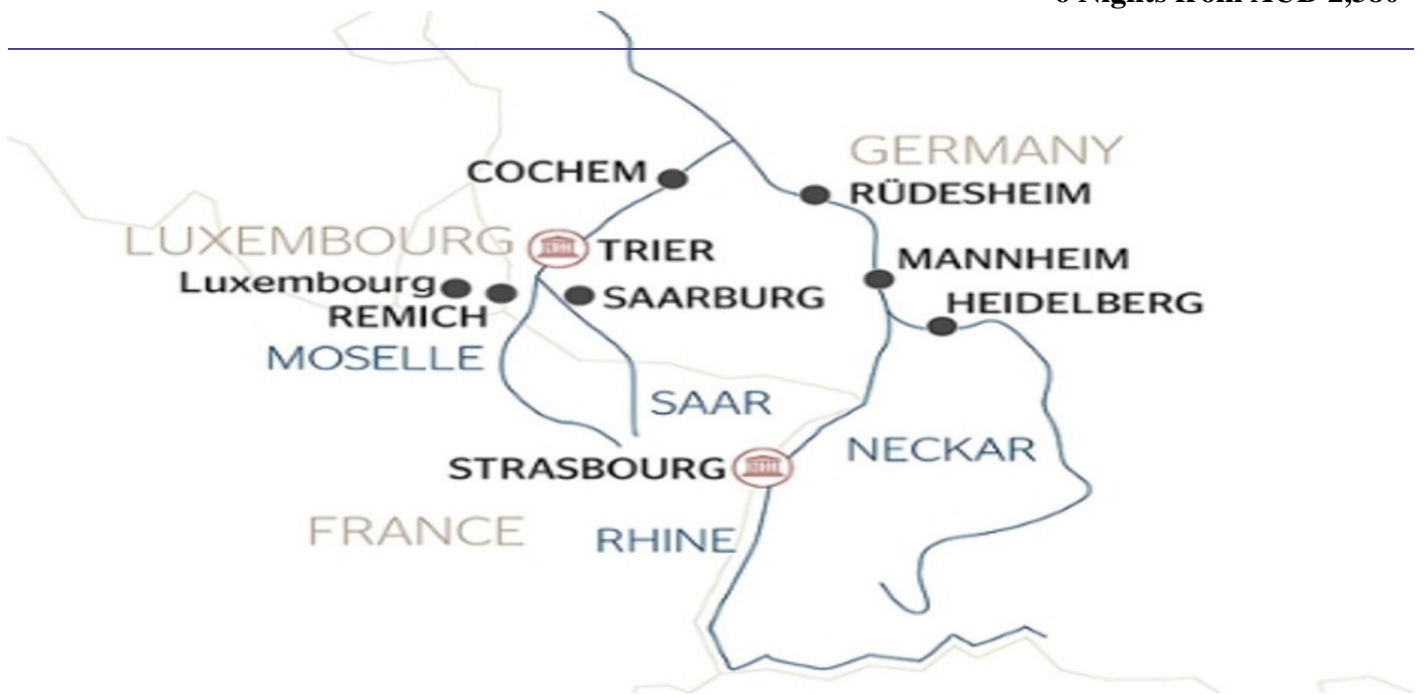 COCHEM
GERMANY
RÜDESHEIM
LUXEMBOURG
TRIER
MANNHEIM
Luxembourg
SAARBURG
HEIDELBERG
REMICH
MOSELLE
SAAR
NECKAR
STRASBOURG
FRANCE
RHINE